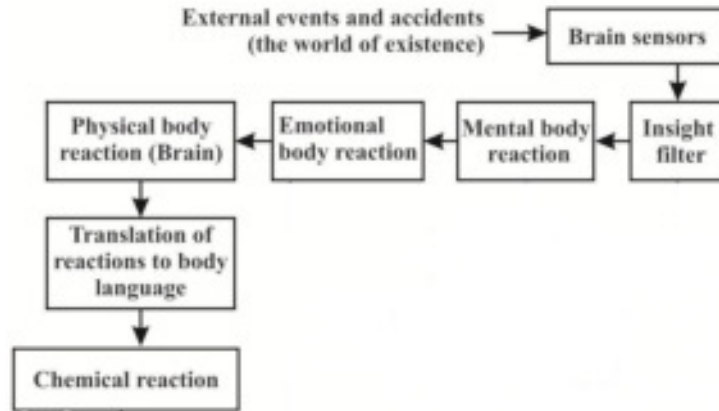 External events and accidents
(the world of existence)
Brain sensors
Insight
filter
Mental body
reaction
Emotional
body reaction
Physical body
reaction (Brain)
Translation of
reactions to body
language
Chemical reaction